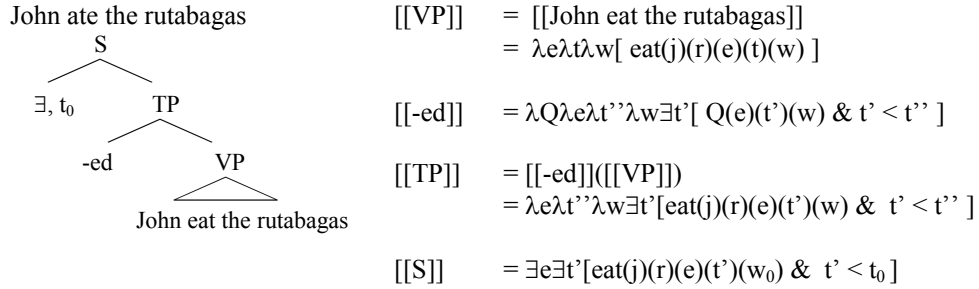 John ate the rutabagas
S
∃, t₀ TP
-ed VP
John eat the rutabagas
[[VP]] = [[John eat the rutabagas]]
= λeλtλw[ eat(j)(r)(e)(t)(w) ]
[[-ed]] = λQλeλt’’λw∃t’[ Q(e)(t’)(w) & t’ < t’’ ]
[[TP]] = [[-ed]]([[VP]])
= λeλt’’λw∃t’[eat(j)(r)(e)(t’)(w) & t’ < t’’ ]
[[S]] = ∃e∃t’[eat(j)(r)(e)(t’)(w₀) & t’ < t₀ ]